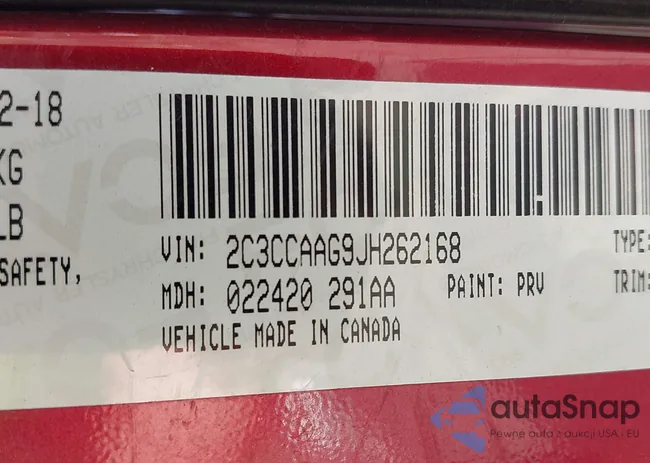 2-18
KG
LB
SAFETY,
VIN: 2C3CCAAG9JH262168
TYPE:
MDH: 022420 291AA
PAINT: PRV
TRIM:
VEHICLE MADE IN CANADA
autaSnap
Pewne auta z aukcji USA i EU